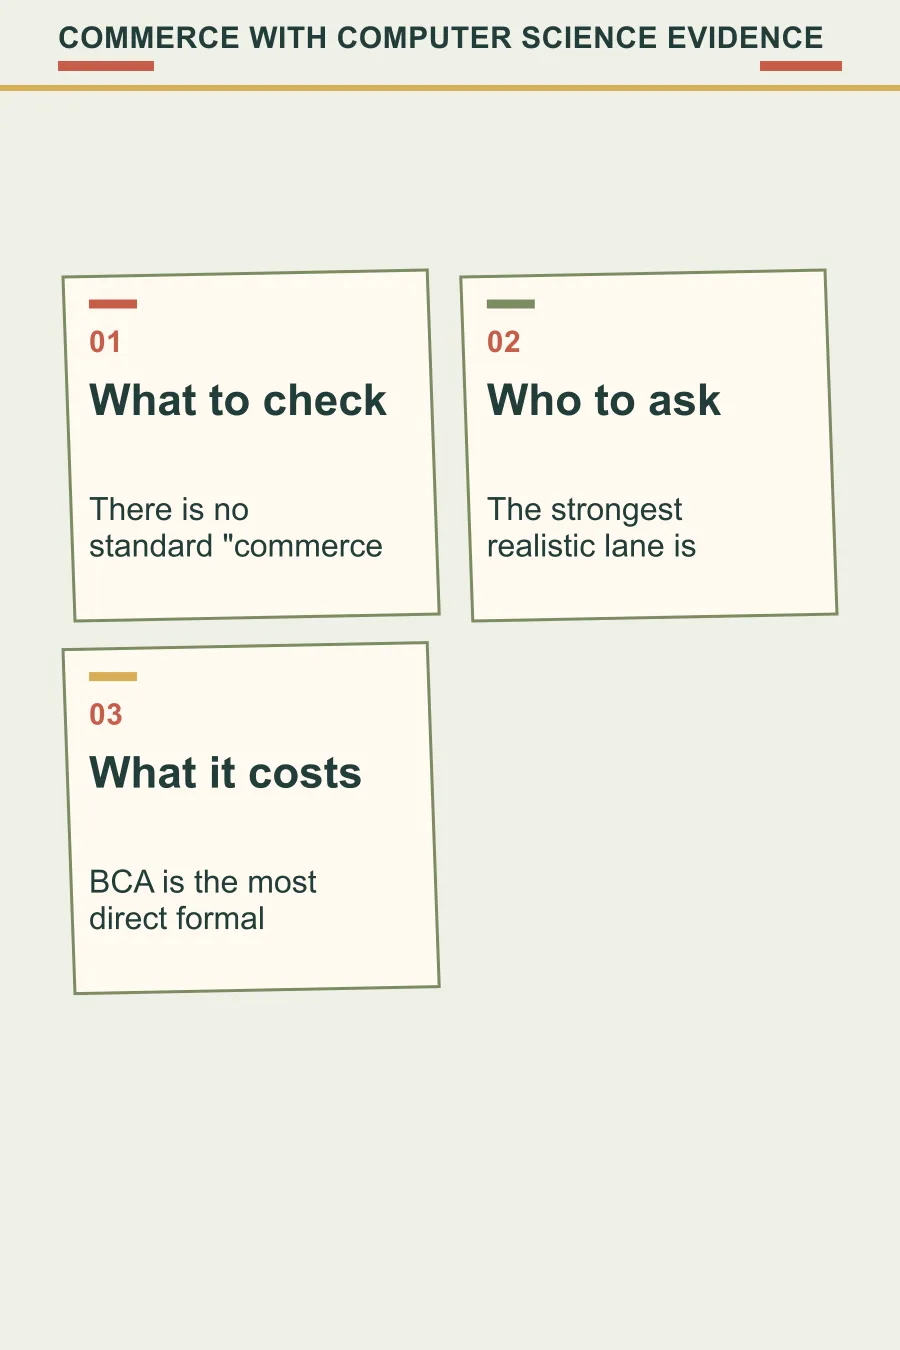 COMMERCE WITH COMPUTER SCIENCE EVIDENCE
01
What to check
There is no
standard "commerce
02
Who to ask
The strongest
realistic lane is
03
What it costs
BCA is the most
direct formal